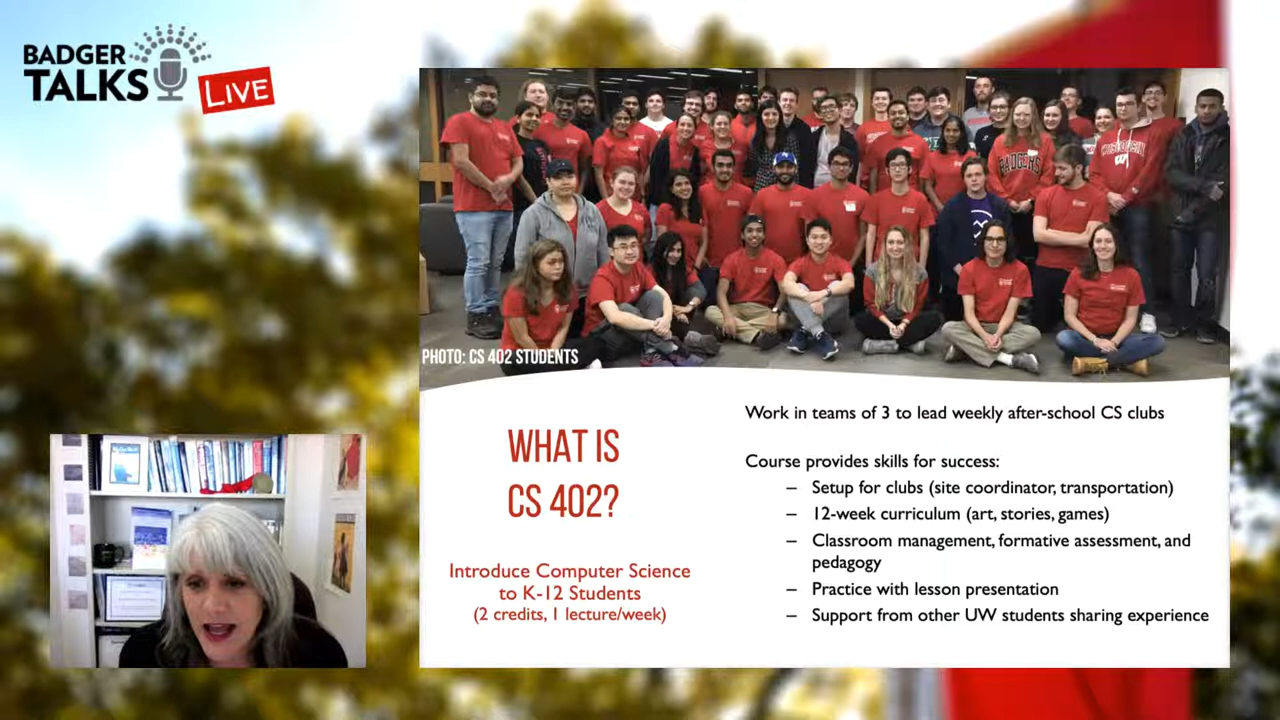 BADGER
TALKS
LIVE
PHOTO: CS 402 STUDENTS
WHAT IS
CS 402?
Introduce Computer Science
to K-12 Students
(2 credits, 1 lecture/week)
Work in teams of 3 to lead weekly after-school CS clubs
Course provides skills for success:
– Setup for clubs (site coordinator, transportation)
– 12-week curriculum (art, stories, games)
– Classroom management, formative assessment, and
pedagogy
– Practice with lesson presentation
– Support from other UW students sharing experience
BADGERS
WISCONSIN
W